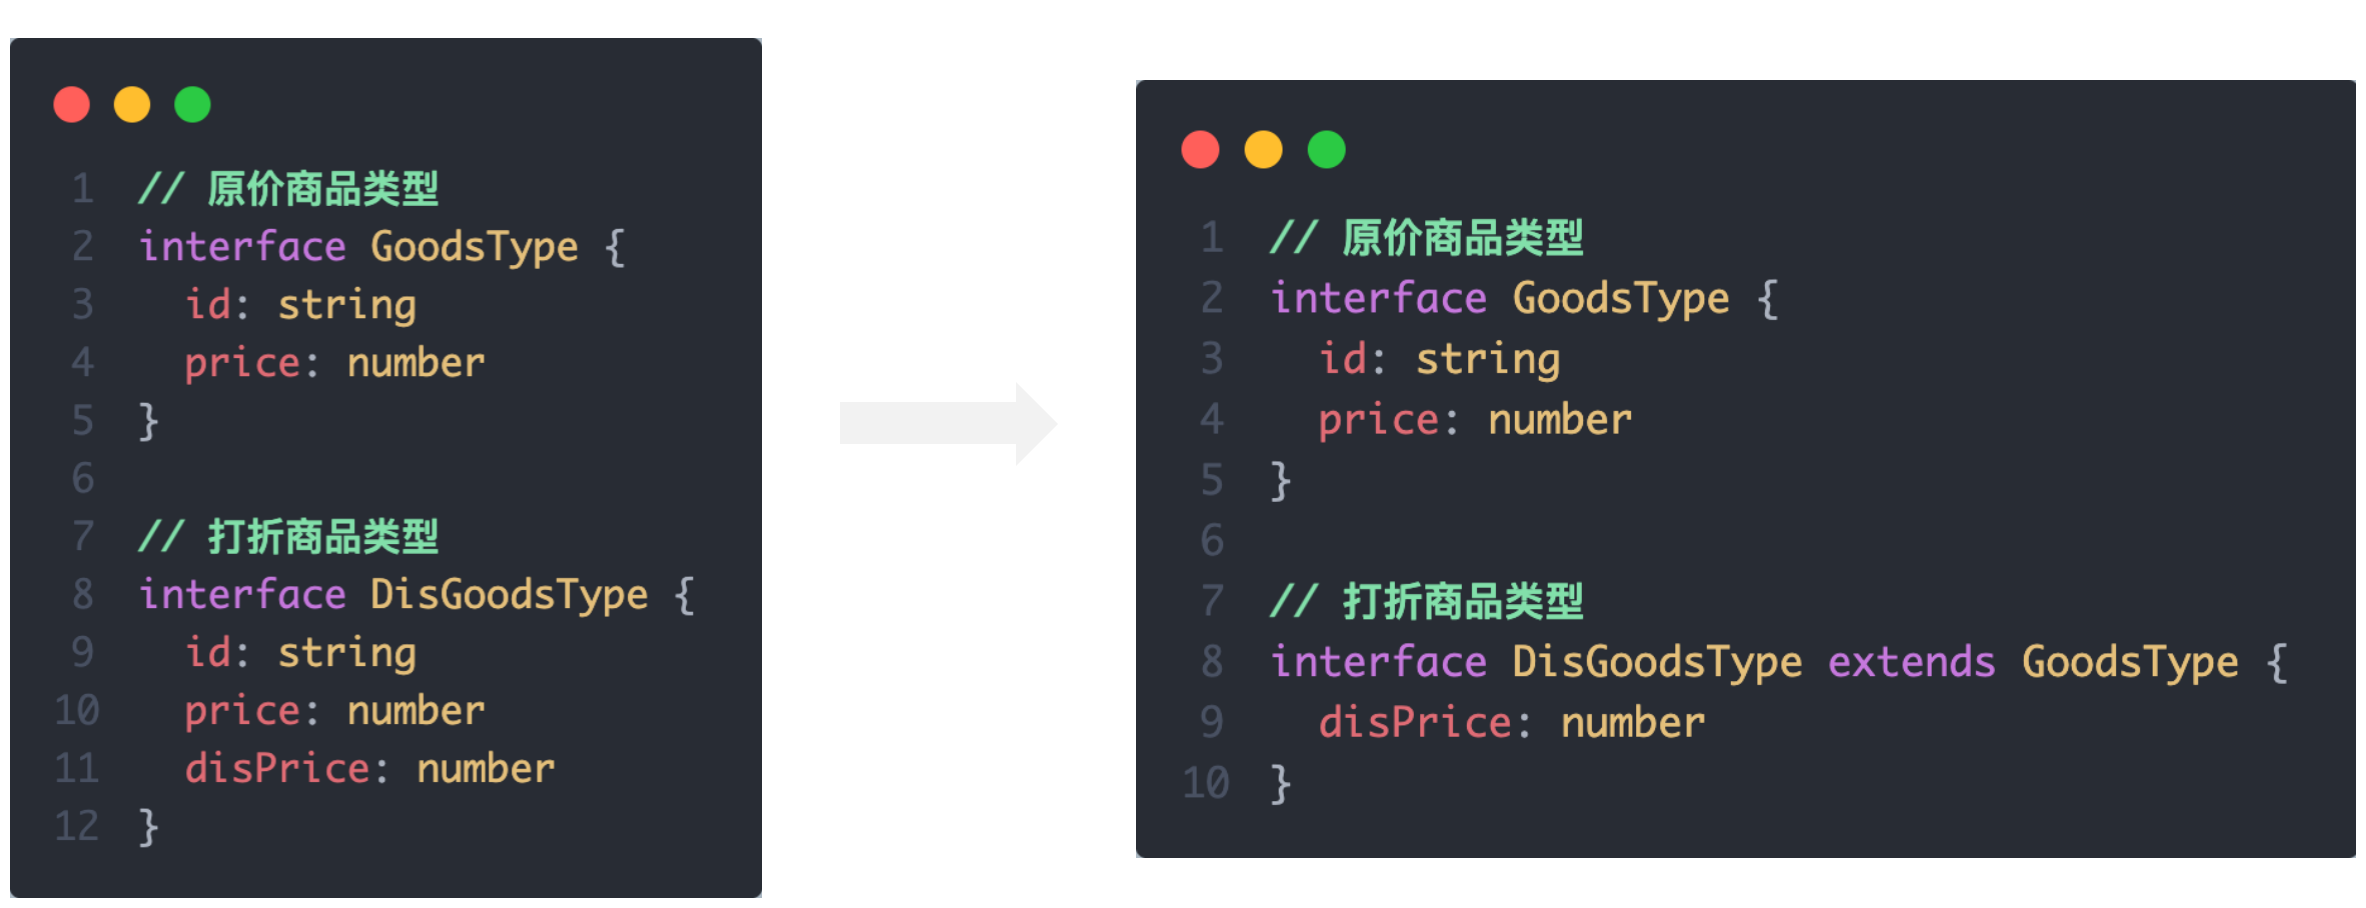 1 // 原价商品类型
2 interface GoodsType {
3 id: string
4 price: number
5 }
6
7 // 打折商品类型
8 interface DisGoodsType {
9 id: string
10 price: number
11 disPrice: number
12 }
1 // 原价商品类型
2 interface GoodsType {
3 id: string
4 price: number
5 }
6
7 // 打折商品类型
8 interface DisGoodsType extends GoodsType {
9 disPrice: number
10 }